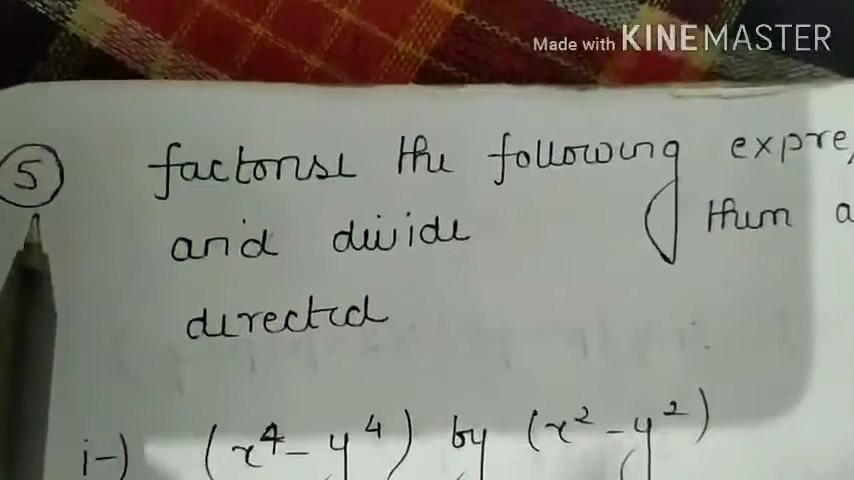 Made with KINEMASTER
5 factorise the following expre
and divide them a
directed
i-) (x⁴-y⁴) by (x²-y²)